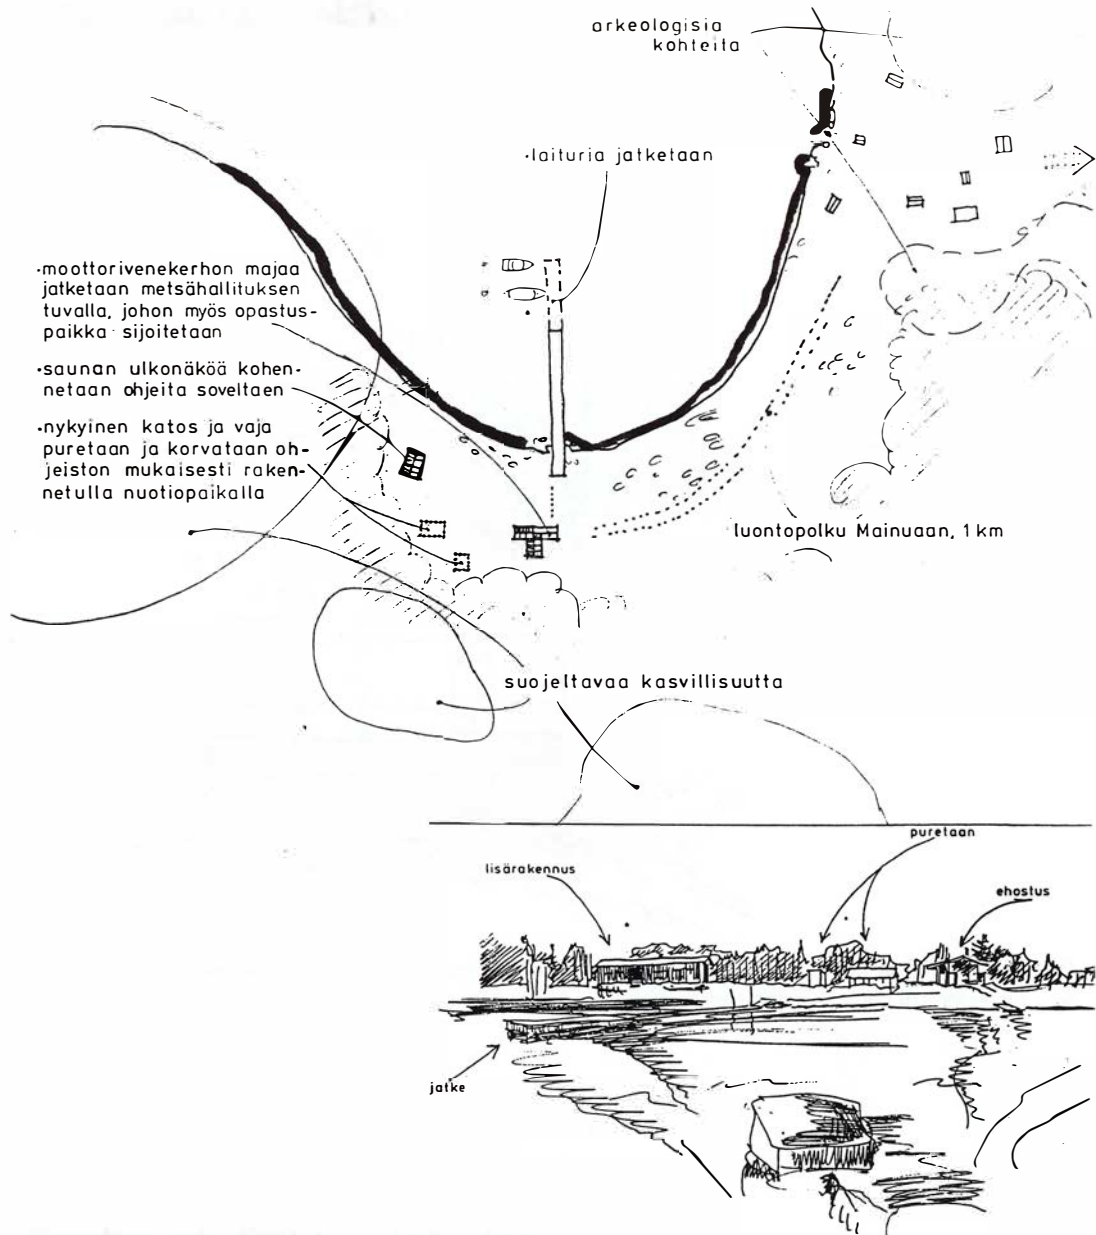 arkeologisia
kohteita
·laituria jatketaan
·moottorivenekerhon majaa
jatketaan metsähallituksen
tuvalla, johon myös opastus-
paikka sijoitetaan
·saunan ulkonäköä kohen-
netaan ohjeita soveltaen
·nykyinen katos ja vaja
puretaan ja korvataan oh-
jeiston mukaisesti raken-
netulla nuotiopaikalla
luontopolku Mainuaan, 1 km
suojeltavaa kasvillisuutta
puretaan
lisärakennus
ehostus
jatke